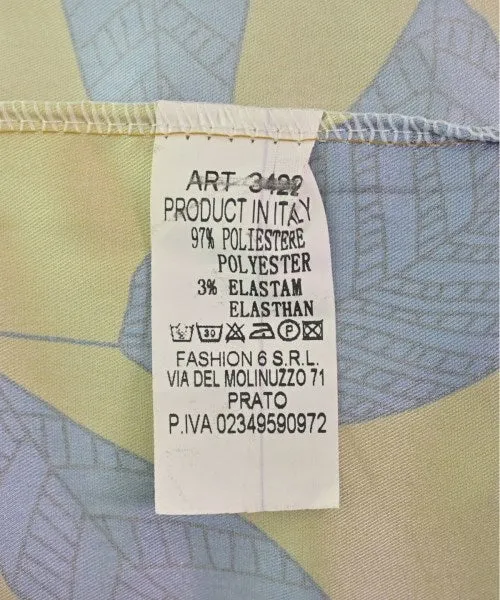 ART 3422
PRODUCT IN ITALY
97% POLIESTERE
POLYESTER
3% ELASTAM
ELASTHAN
30 P
FASHION 6 S.R.L.
VIA DEL MOLINUZZO 71
PRATO
P.IVA 02349590972